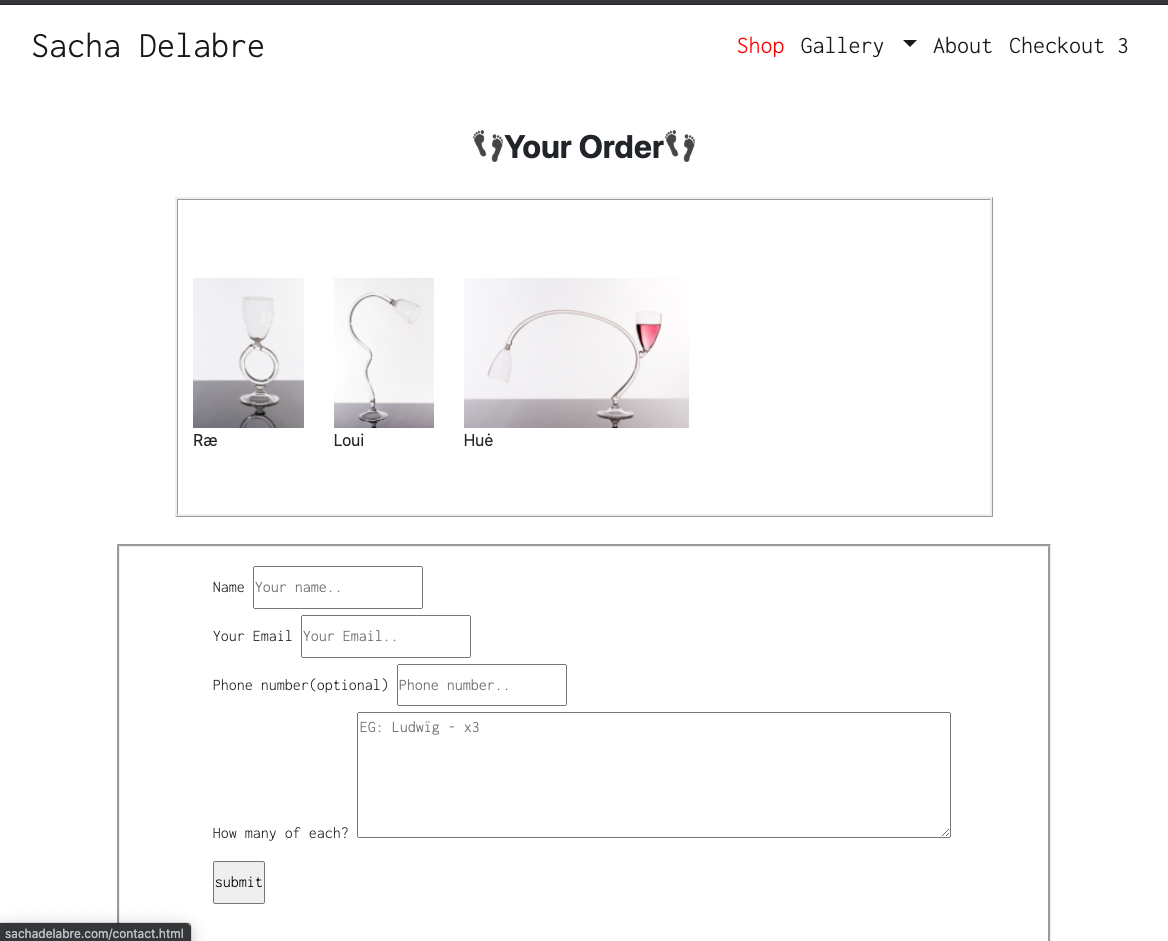 Sacha Delabre
Shop Gallery About Checkout 3
👣Your Order👣
Ræ Loui Huė
Name Your name..
Your Email Your Email..
Phone number(optional) Phone number..
EG: Ludwïg - x3
How many of each?
submit
sachadelabre.com/contact.html